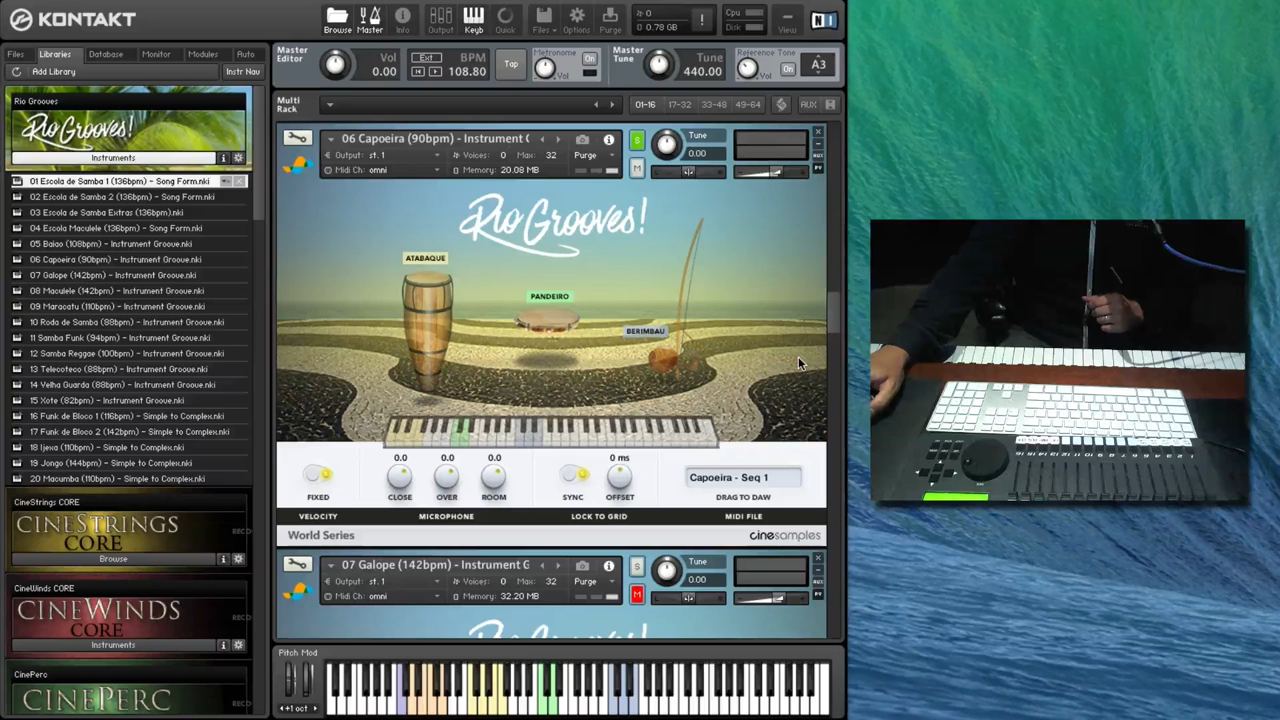 KONTAKT
Browse Master Info Output Keyb Quick Files Options Purge View
0
0.78 GB
!
Cpu
Disk
NI
Files Libraries Database Monitor Modules Auto
Add Library Instr Nav
Rio Grooves
Rio Grooves!
Instruments
01 Escola de Samba 1 (136bpm) - Song Form.nki
02 Escola de Samba 2 (136bpm) - Song Form.nki
03 Escola de Samba Extras (136bpm).nki
04 Escola Maculele (136bpm) - Song Form.nki
05 Baiao (108bpm) - Instrument Groove.nki
06 Capoeira (90bpm) - Instrument Groove.nki
07 Galope (142bpm) - Instrument Groove.nki
08 Maculele (142bpm) - Instrument Groove.nki
09 Maracatu (110bpm) - Instrument Groove.nki
10 Roda de Samba (88bpm) - Instrument Groove.nki
11 Samba Funk (94bpm) - Instrument Groove.nki
12 Samba Reggae (100bpm) - Instrument Groove.nki
13 Telecoteco (88bpm) - Instrument Groove.nki
14 Velha Guarda (88bpm) - Instrument Groove.nki
15 Xote (82bpm) - Instrument Groove.nki
16 Funk de Bloco 1 (116bpm) - Simple to Complex.nki
17 Funk de Bloco 2 (142bpm) - Simple to Complex.nki
18 Ijexa (110bpm) - Simple to Complex.nki
19 Jongo (144bpm) - Simple to Complex.nki
20 Macumba (110bpm) - Simple to Complex.nki
CineStrings CORE
CINESTRINGS
CORE
Browse
CineWinds CORE
CINEWINDS
CORE
Instruments
CinePerc
CINEPERC
Master
Editor
Vol
0.00
Ext
BPM
108.80
Tap
Metronome
On
Vol
Master
Tune
Tune
440.00
Reference Tone
Vol
On
A3
Multi
Rack
01-16 17-32 33-48 49-64 AUX
06 Capoeira (90bpm) - Instrument G
Output: st.1 Voices: 0 Max: 32 Purge
Midi Ch: omni Memory: 20.08 MB
S
M
Tune
0.00
AUX
PV
Rio Grooves!
ATABAQUE
PANDEIRO
BERIMBAU
0.0 0.0 0.0 0 ms
Capoeira - Seq 1
FIXED CLOSE OVER ROOM SYNC OFFSET DRAG TO DAW
VELOCITY MICROPHONE LOCK TO GRID MIDI FILE
World Series
cinesamples
07 Galope (142bpm) - Instrument G
Output: st.1 Voices: 0 Max: 32 Purge
Midi Ch: omni Memory: 32.20 MB
S
M
Tune
0.00
AUX
PV
Pitch Mod
+1 oct